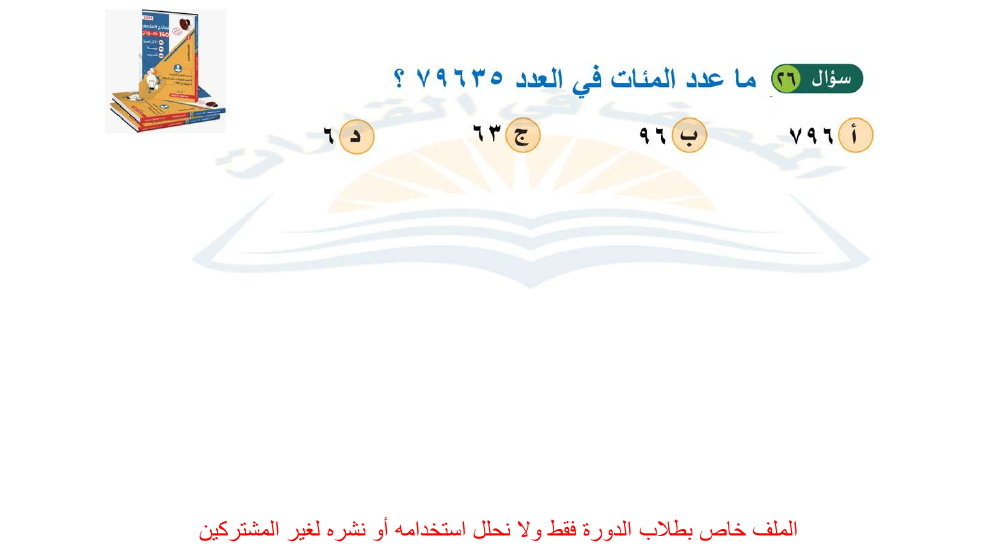 سؤال ٢٦ ما عدد المئات في العدد ٧٩٦٣٥ ؟
أ ٧٩٦ ب ٩٦ ج ٦٣ د ٦
الملف خاص بطلاب الدورة فقط ولا نحلل استخدامه أو نشره لغير المشتركين